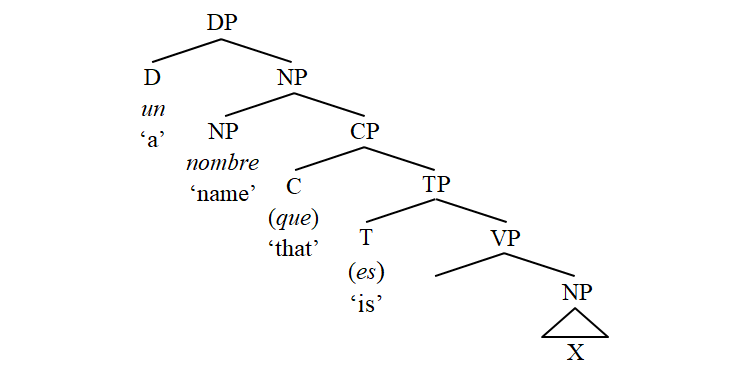 DP
D NP
un
‘a’
NP CP
nombre
‘name’
C TP
(que)
‘that’
T VP
(es)
‘is’
NP
X